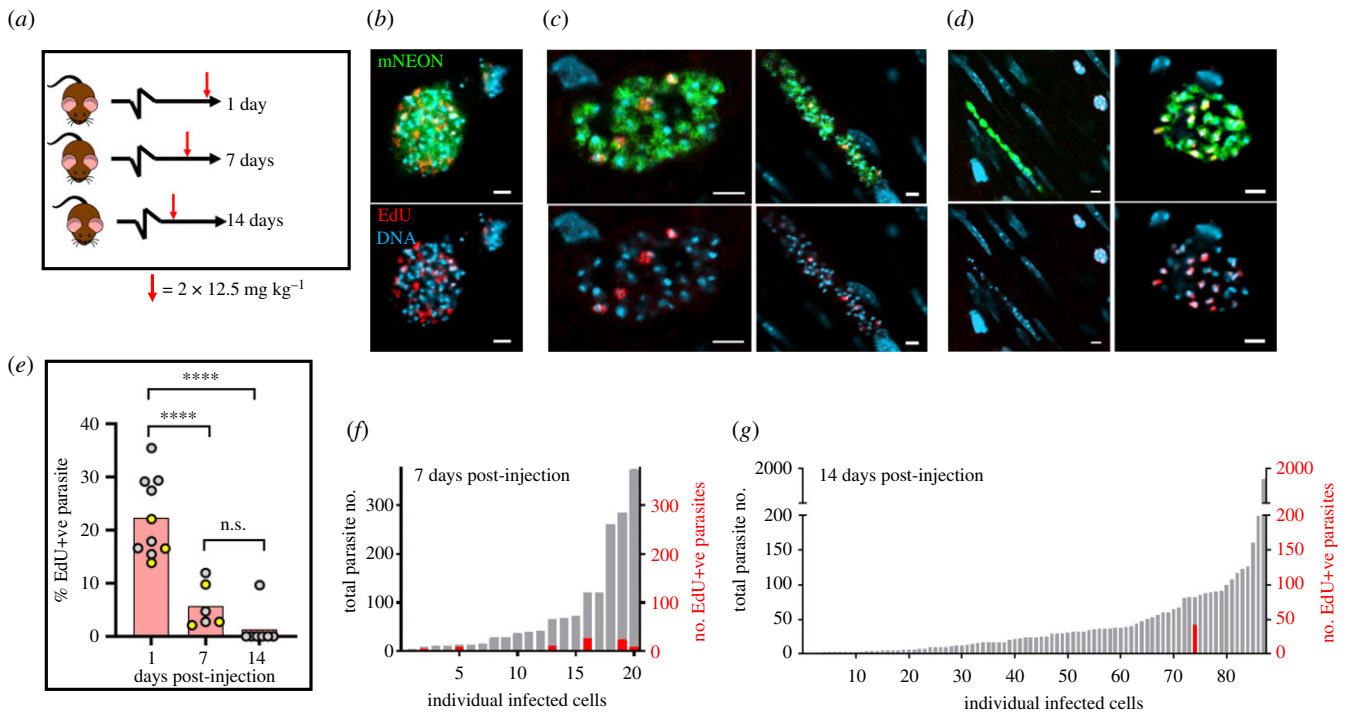 (a)
1 day
7 days
14 days
= 2 × 12.5 mg kg–1
(b)
mNEON
EdU
DNA
(c)
(d)
(e)
% EdU+ve parasite
40
30
20
10
0
****
****
n.s.
1 7 14
days post-injection
(f)
7 days post-injection
total parasite no.
300
200
100
0
no. EdU+ve parasites
300
200
100
0
5 10 15 20
individual infected cells
(g)
14 days post-injection
total parasite no.
2000
200
150
100
50
0
no. EdU+ve parasites
2000
200
150
100
50
0
10 20 30 40 50 60 70 80
individual infected cells